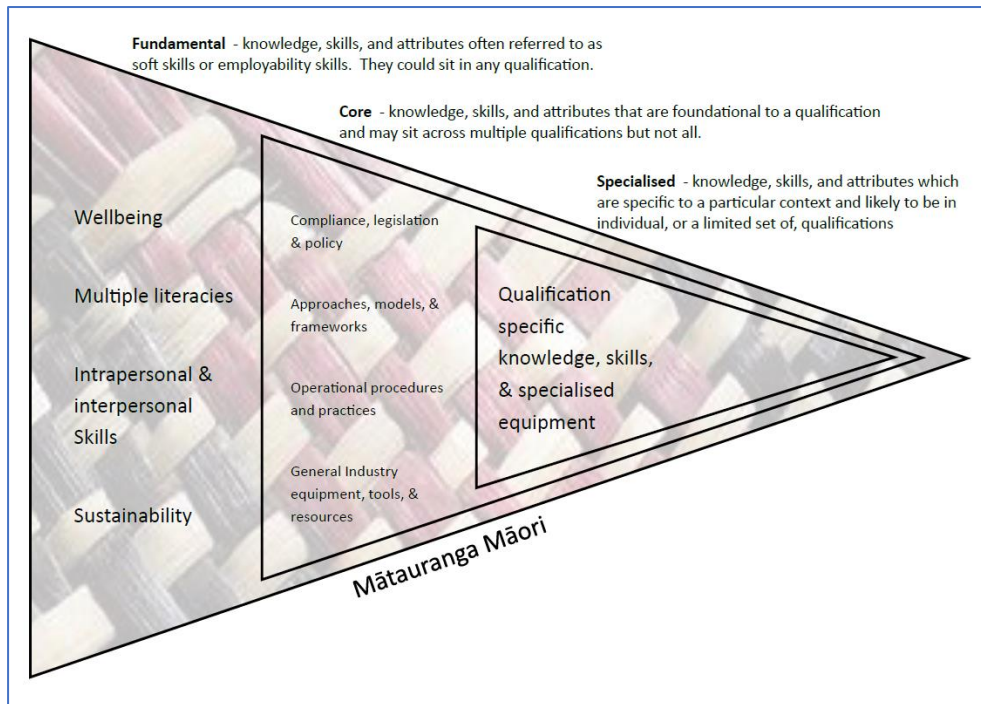 Fundamental - knowledge, skills, and attributes often referred to as
soft skills or employability skills. They could sit in any qualification.
Core - knowledge, skills, and attributes that are foundational to a qualification
and may sit across multiple qualifications but not all.
Specialised - knowledge, skills, and attributes which
are specific to a particular context and likely to be in
individual, or a limited set of, qualifications
Wellbeing
Multiple literacies
Intrapersonal &
interpersonal
Skills
Sustainability
Compliance, legislation
& policy
Approaches, models, &
frameworks
Operational procedures
and practices
General Industry
equipment, tools, &
resources
Qualification
specific
knowledge, skills,
& specialised
equipment
Mātauranga Māori